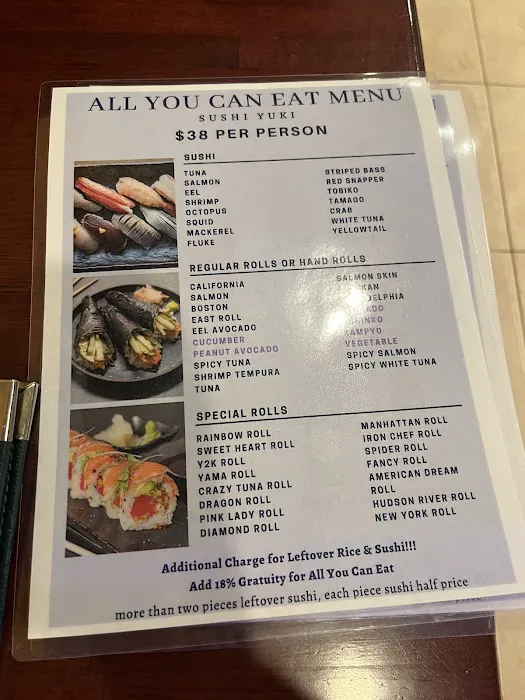 ALL YOU CAN EAT MENU
SUSHI YUKI
$38 PER PERSON
SUSHI
TUNA
SALMON
EEL
SHRIMP
OCTOPUS
SQUID
MACKEREL
FLUKE
STRIPED BASS
RED SNAPPER
TOBIKO
TAMAGO
CRAB
WHITE TUNA
YELLOWTAIL
REGULAR ROLLS OR HAND ROLLS
CALIFORNIA
SALMON
BOSTON
EAST ROLL
EEL AVOCADO
CUCUMBER
PEANUT AVOCADO
SPICY TUNA
SHRIMP TEMPURA
TUNA
SALMON SKIN
VEGETABLE
SPICY SALMON
SPICY WHITE TUNA
SPECIAL ROLLS
RAINBOW ROLL
SWEET HEART ROLL
Y2K ROLL
YAMA ROLL
CRAZY TUNA ROLL
DRAGON ROLL
PINK LADY ROLL
DIAMOND ROLL
MANHATTAN ROLL
IRON CHEF ROLL
SPIDER ROLL
FANCY ROLL
AMERICAN DREAM
ROLL
HUDSON RIVER ROLL
NEW YORK ROLL
Additional Charge for Leftover Rice & Sushi!!!
Add 18% Gratuity for All You Can Eat
more than two pieces leftover sushi, each piece sushi half price